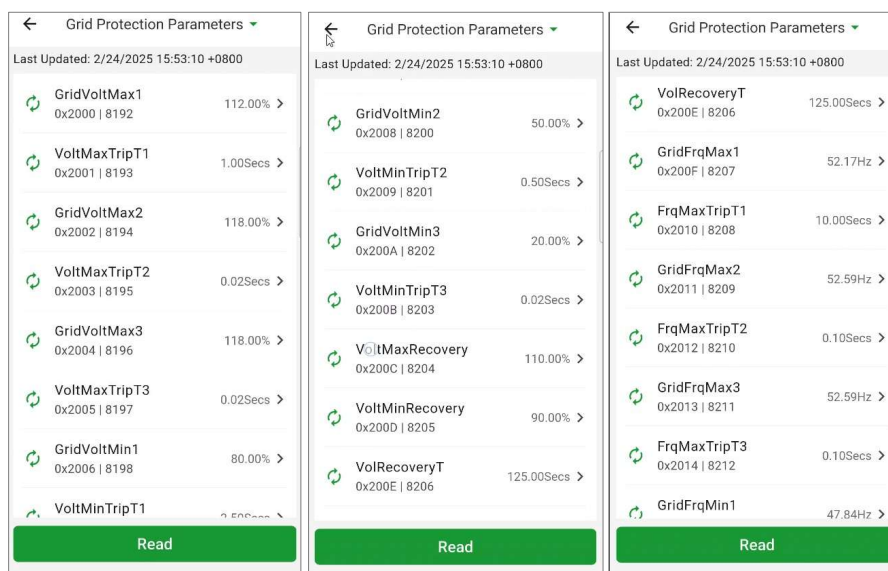 Grid Protection Parameters
Last Updated: 2/24/2025 15:53:10 +0800
GridVoltMax1
0x2000 | 8192
112.00%
VoltMaxTripT1
0x2001 | 8193
1.00Secs
GridVoltMax2
0x2002 | 8194
118.00%
VoltMaxTripT2
0x2003 | 8195
0.02Secs
GridVoltMax3
0x2004 | 8196
118.00%
VoltMaxTripT3
0x2005 | 8197
0.02Secs
GridVoltMin1
0x2006 | 8198
80.00%
VoltMinTripT1
Read
Grid Protection Parameters
Last Updated: 2/24/2025 15:53:10 +0800
GridVoltMin2
0x2008 | 8200
50.00%
VoltMinTripT2
0x2009 | 8201
0.50Secs
GridVoltMin3
0x200A | 8202
20.00%
VoltMinTripT3
0x200B | 8203
0.02Secs
VoltMaxRecovery
0x200C | 8204
110.00%
VoltMinRecovery
0x200D | 8205
90.00%
VolRecoveryT
0x200E | 8206
125.00Secs
Read
Grid Protection Parameters
Last Updated: 2/24/2025 15:53:10 +0800
VolRecoveryT
0x200E | 8206
125.00Secs
GridFrqMax1
0x200F | 8207
52.17Hz
FrqMaxTripT1
0x2010 | 8208
10.00Secs
GridFrqMax2
0x2011 | 8209
52.59Hz
FrqMaxTripT2
0x2012 | 8210
0.10Secs
GridFrqMax3
0x2013 | 8211
52.59Hz
FrqMaxTripT3
0x2014 | 8212
0.10Secs
GridFrqMin1
47.84Hz
Read